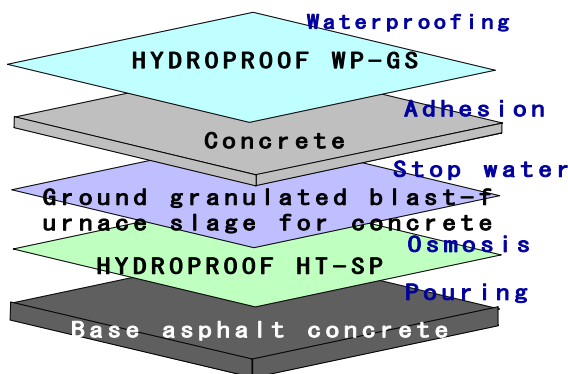 Waterproofing
HYDROPROOF WP-GS
Adhesion
Concrete
Stop water
Ground granulated blast-f
urnace slage for concrete
Osmosis
HYDROPROOF HT-SP
Pouring
Base asphalt concrete